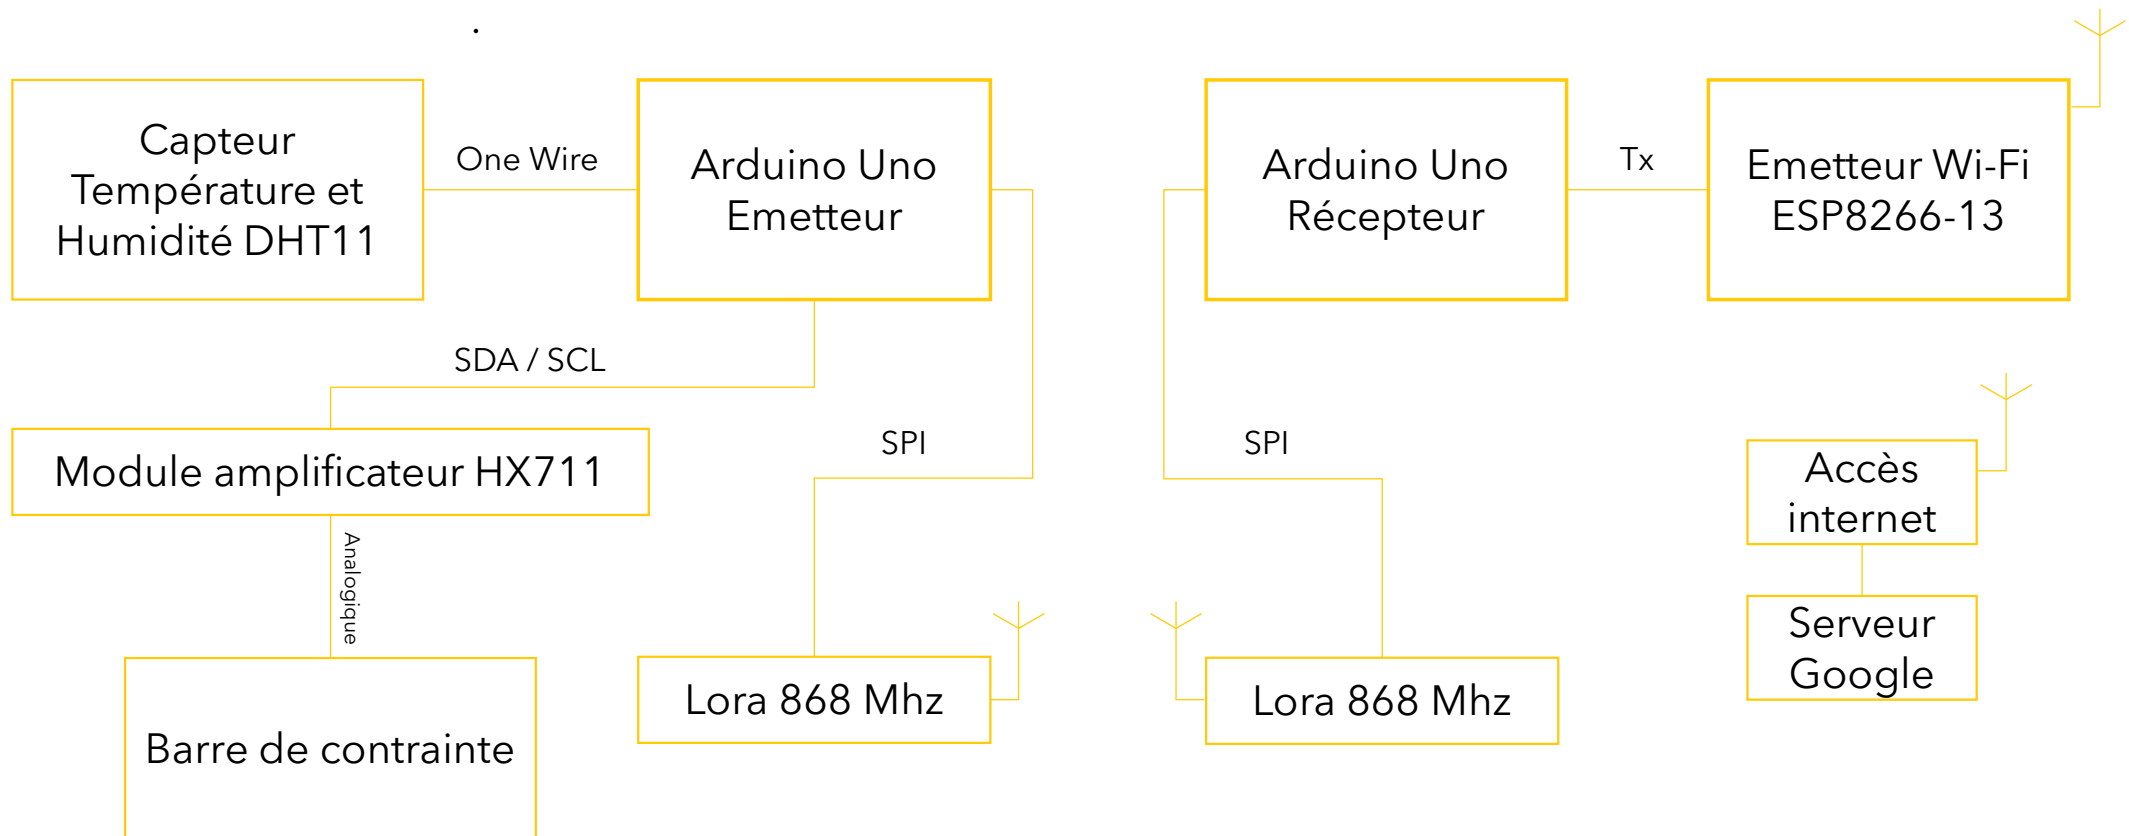 .
Capteur
Température et
Humidité DHT11
One Wire
Arduino Uno
Emetteur
Arduino Uno
Récepteur
Tx
Emetteur Wi-Fi
ESP8266-13
SDA / SCL
Module amplificateur HX711
SPI
SPI
Accès
internet
Analogique
Serveur
Google
Barre de contrainte
Lora 868 Mhz
Lora 868 Mhz